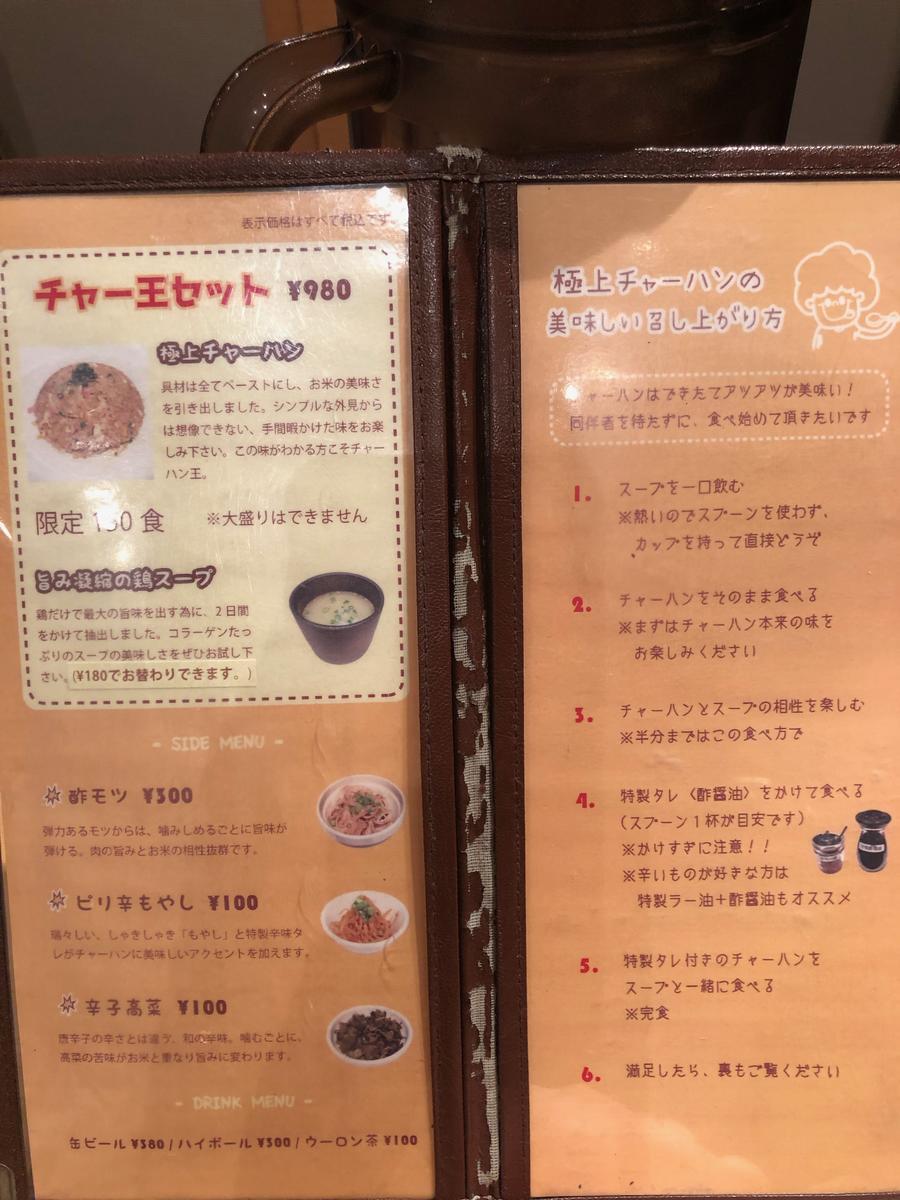 表示価格はすべて税込です。
チャー王セット ¥980
極上チャーハン
具材は全てペーストにし、お米の美味さ
を引き出しました。シンプルな外見から
は想像できない、手間暇かけた味をお楽
しみ下さい。この味がわかる方こそチャー
ハン王。
限定 食 ※大盛りはできません
旨み凝縮の鶏スープ
鶏だけで最大の旨味を出す為に、2日間
をかけて抽出しました。コラーゲンたっ
ぷりのスープの美味しさをぜひお試し下
さい。(¥180でお替わりできます。)
- SIDE MENU -
酢モツ ¥300
弾力あるモツからは、噛みしめるごとに旨味が
弾ける。肉の旨みとお米の相性抜群です。
ピリ辛もやし ¥100
瑞々しい、しゃきしゃき「もやし」と特製辛味タ
レがチャーハンに美味しいアクセントを加えます。
辛子高菜 ¥100
唐辛子の辛さとは違う、和の辛味。噛むごとに、
高菜の苦味がお米と重なり旨みに変わります。
- DRINK MENU -
缶ビール ¥380 / ハイボール ¥300 / ウーロン茶 ¥100
極上チャーハンの
美味しい召し上がり方
チャーハンはできたてアツアツが美味い！
同伴者を待たずに、食べ始めて頂きたいです
1. スープを一口飲む
※熱いのでスプーンを使わず、
カップを持って直接どうぞ
2. チャーハンをそのまま食べる
※まずはチャーハン本来の味を
お楽しみください
3. チャーハンとスープの相性を楽しむ
※半分まではこの食べ方で
4. 特製タレ〈酢醤油〉をかけて食べる
(スプーン1杯が目安です)
※かけすぎに注意！！
※辛いものが好きな方は
特製ラー油＋酢醤油もオススメ
5. 特製タレ付きのチャーハンを
スープと一緒に食べる
※完食
6. 満足したら、裏もご覧ください